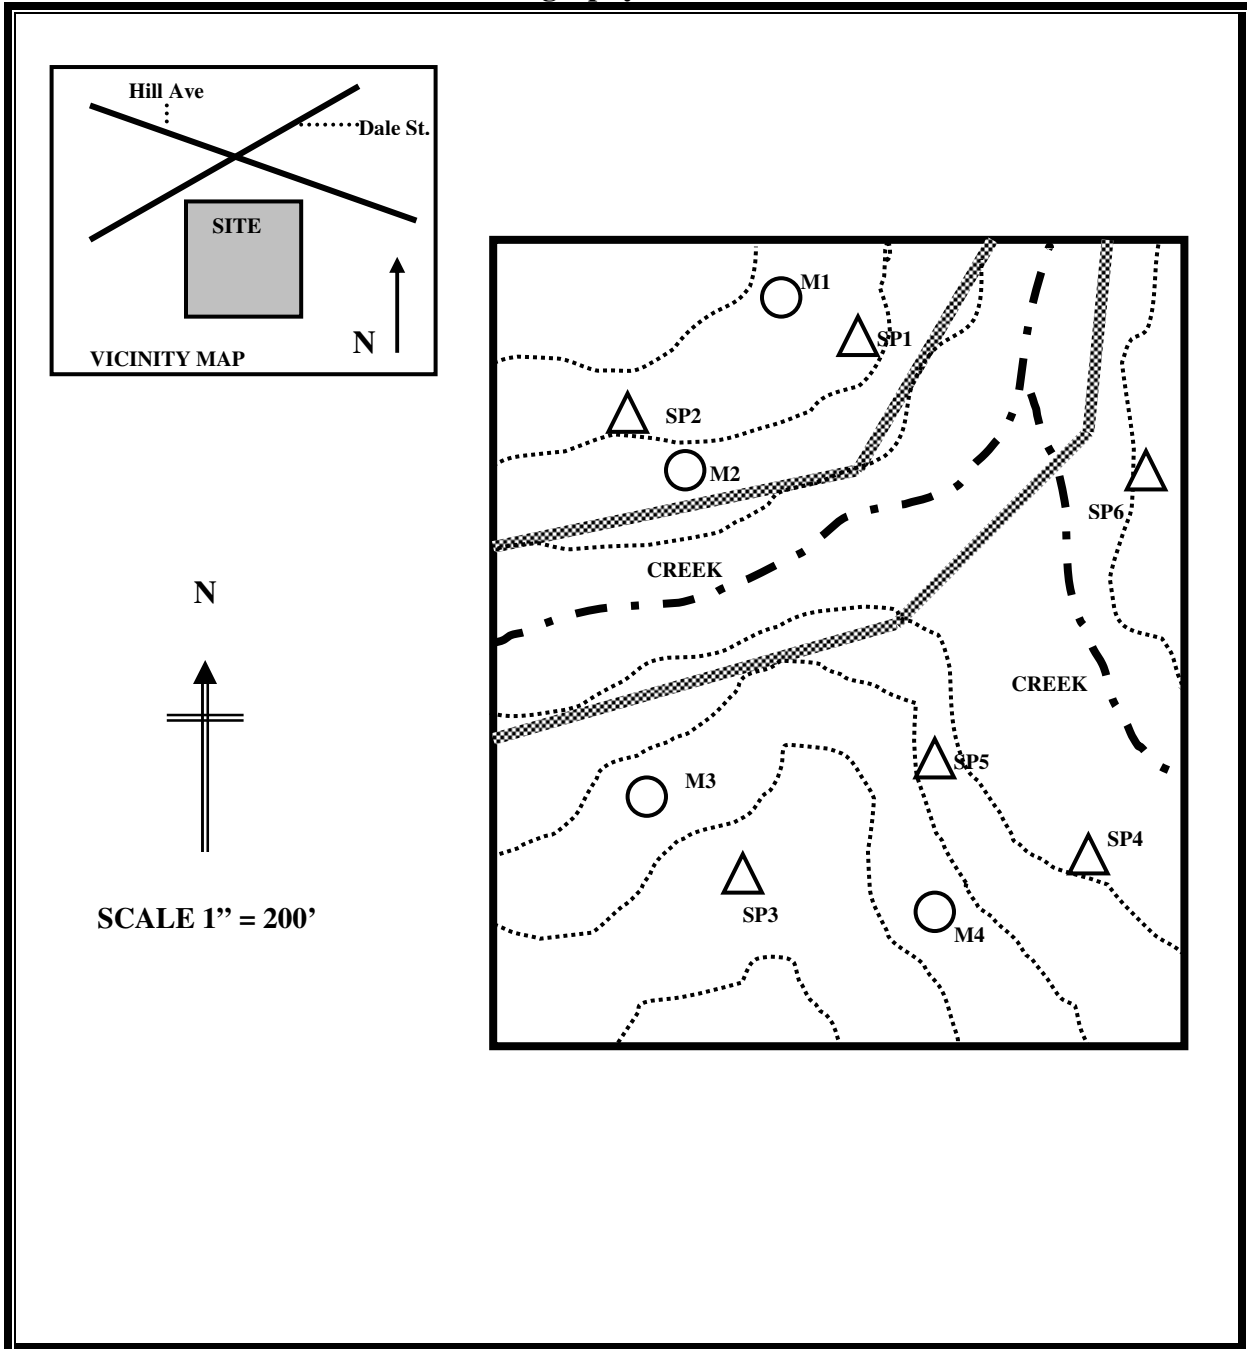 Hill Ave
Dale St.
SITE
N
VICINITY MAP
M1
SP1
SP2
M2
SP6
CREEK
N
CREEK
SP5
M3
SP4
SCALE 1” = 200’
SP3
M4